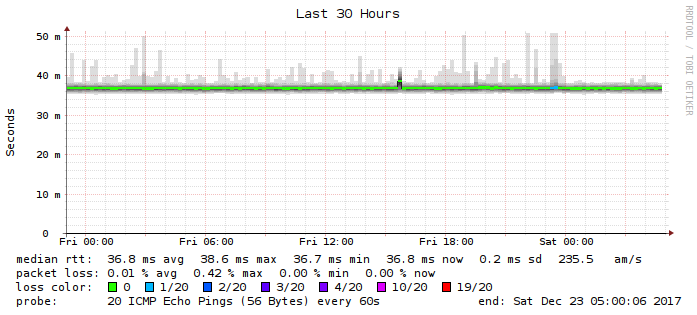 Last 30 Hours
RRDTOOL / TOBI OETIKER
Seconds
50 m
40 m
30 m
20 m
10 m
0
Fri 00:00 Fri 06:00 Fri 12:00 Fri 18:00 Sat 00:00
median rtt: 36.8 ms avg 38.6 ms max 36.7 ms min 36.8 ms now 0.2 ms sd 235.5 am/s
packet loss: 0.01 % avg 0.42 % max 0.00 % min 0.00 % now
loss color: 0 1/20 2/20 3/20 4/20 10/20 19/20
probe: 20 ICMP Echo Pings (56 Bytes) every 60s end: Sat Dec 23 05:00:06 2017